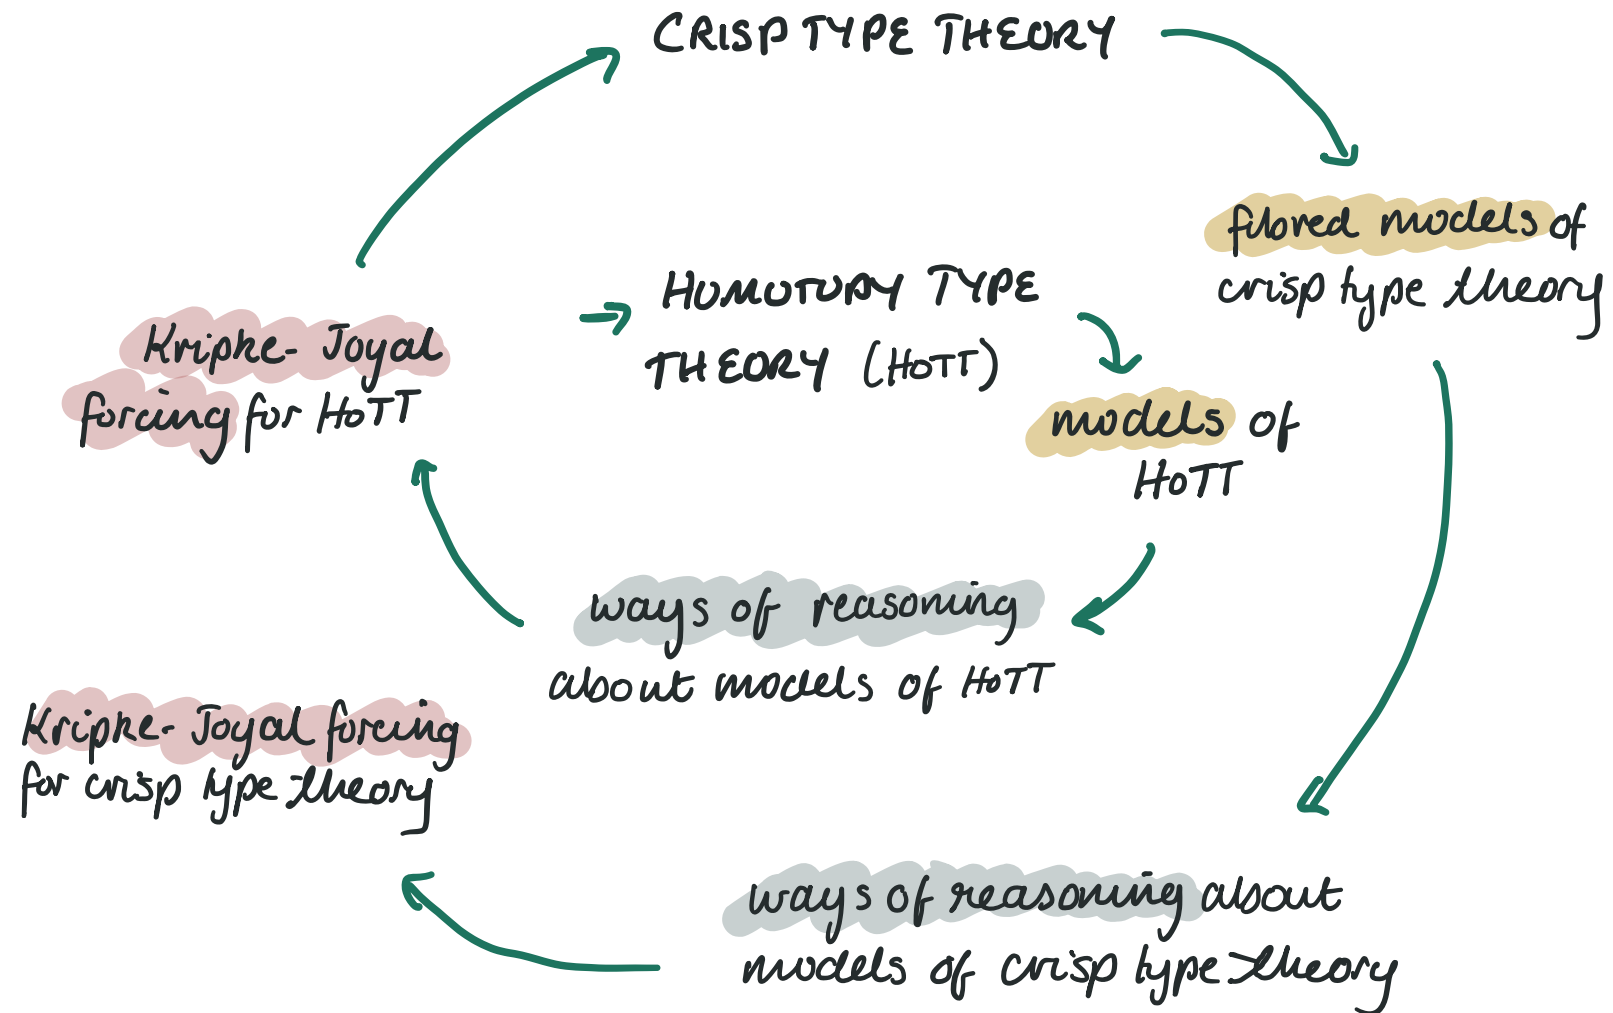 CRISP TYPE THEORY
fibred models of
crisp type theory
HOMOTOPY TYPE
THEORY (HOTT)
Kripke-Joyal
forcing for HOTT
models of
HOTT
ways of reasoning
about models of HOTT
Kripke-Joyal forcing
for crisp type theory
ways of reasoning about
models of crisp type theory